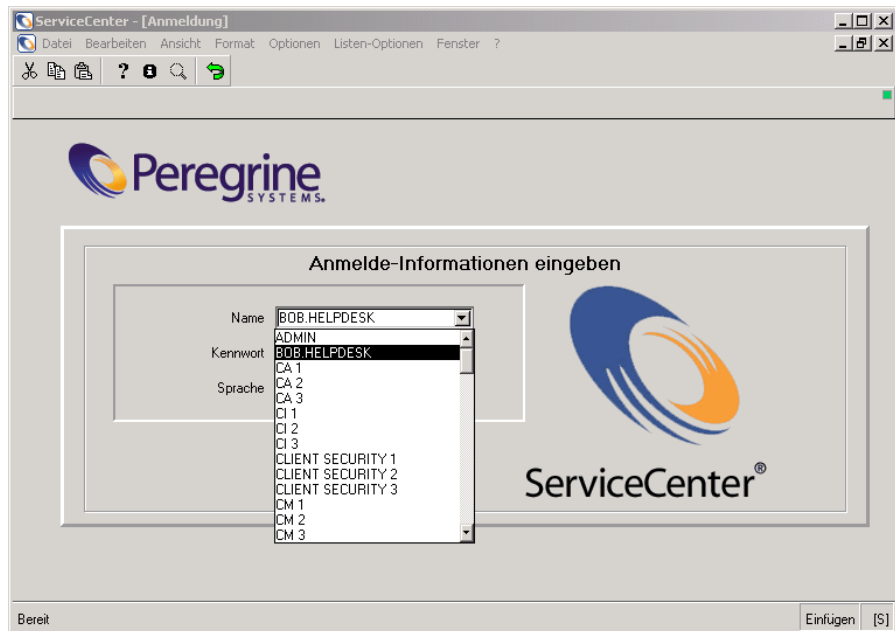 ServiceCenter - [Anmeldung]
Datei Bearbeiten Ansicht Format Optionen Listen-Optionen Fenster ?
Peregrine
SYSTEMS.
Anmelde-Informationen eingeben
Name BOB.HELPDESK
ADMIN
Kennwort BOB.HELPDESK
CA 1
Sprache CA 2
CA 3
CI 1
CI 2
CI 3
CLIENT SECURITY 1
CLIENT SECURITY 2
CLIENT SECURITY 3
CM 1
CM 2
CM 3
ServiceCenter®
Bereit Einfügen [S]